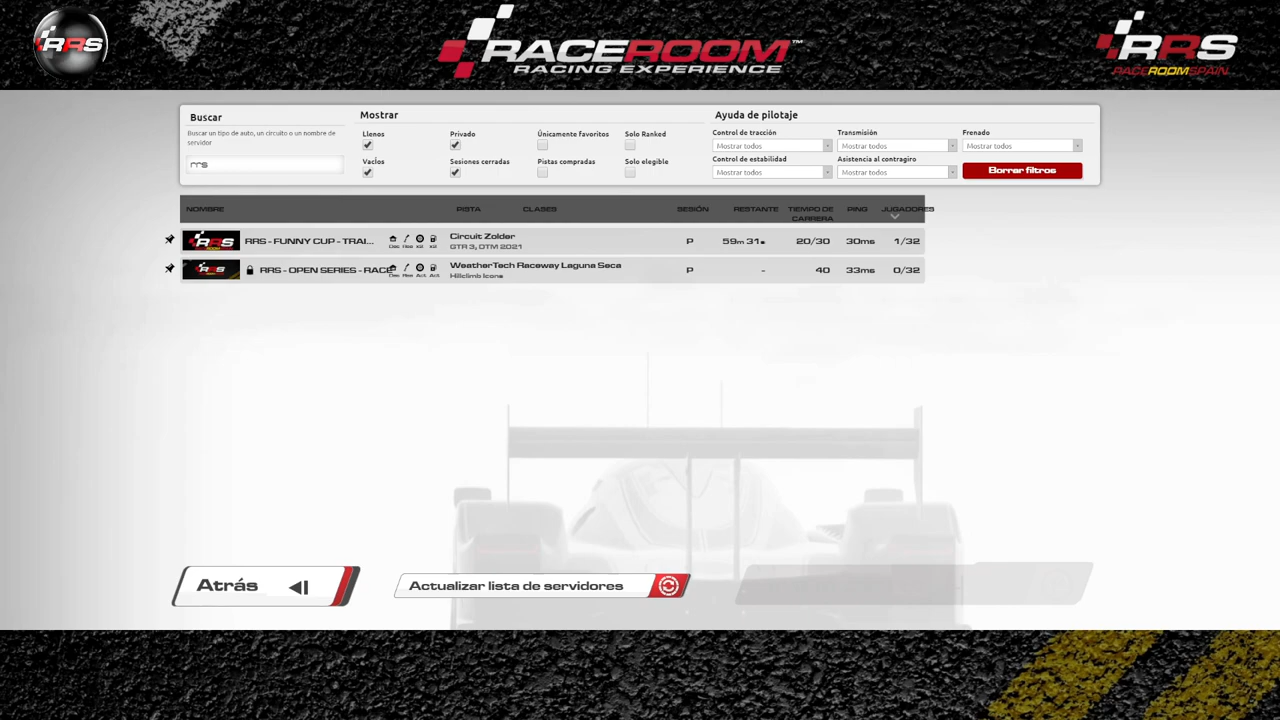 RRS
RACEROOM™
RACING EXPERIENCE
RRS
RACEROOMSPAIN
Buscar
Buscar un tipo de auto, un circuito o un nombre de
servidor
rrs
Mostrar
Llenos
Privado
Únicamente favoritos
Solo Ranked
Vacíos
Sesiones cerradas
Pistas compradas
Solo elegible
Ayuda de pilotaje
Control de tracción
Transmisión
Frenado
Mostrar todos
Mostrar todos
Mostrar todos
Control de estabilidad
Asistencia al contragiro
Mostrar todos
Mostrar todos
Borrar filtros
NOMBRE PISTA CLASES SESIÓN RESTANTE TIEMPO DE CARRERA PING JUGADORES
RRS RRS - FUNNY CUP - TRAI... Circuit Zolder P 59m 31s 20/30 30ms 1/32
GTR 3, DTM 2021
RRS RRS - OPEN SERIES - RACE WeatherTech Raceway Laguna Seca P - 40 33ms 0/32
Hillclimb Icons
Atrás
Actualizar lista de servidores